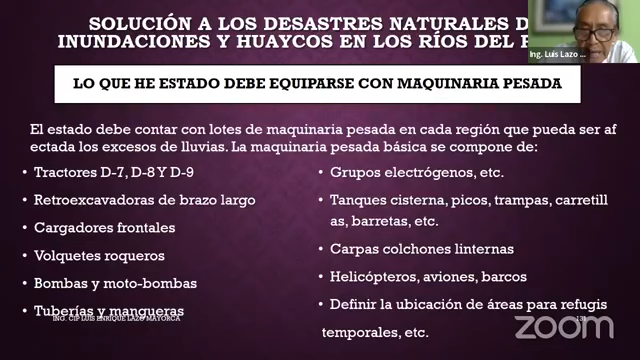 SOLUCIÓN A LOS DESASTRES NATURALES D
INUNDACIONES Y HUAYCOS EN LOS RÍOS DEL
Ing. Luis Lazo
LO QUE HE ESTADO DEBE EQUIPARSE CON MAQUINARIA PESADA
El estado debe contar con lotes de maquinaria pesada en cada región que pueda ser af
ectada los excesos de lluvias. La maquinaria pesada básica se compone de:
• Tractores D-7, D-8 Y D-9
• Retroexcavadoras de brazo largo
• Cargadores frontales
• Volquetes roqueros
• Bombas y moto-bombas
• Tuberías y mangueras
• Grupos electrógenos, etc.
• Tanques cisterna, picos, trampas, carretill
as, barretas, etc.
• Carpas colchones linternas
• Helicópteros, aviones, barcos
• Definir la ubicación de áreas para refugis
temporales, etc.
ING. CIP LUIS ENRIQUE LAZO MAYORCA
zoom